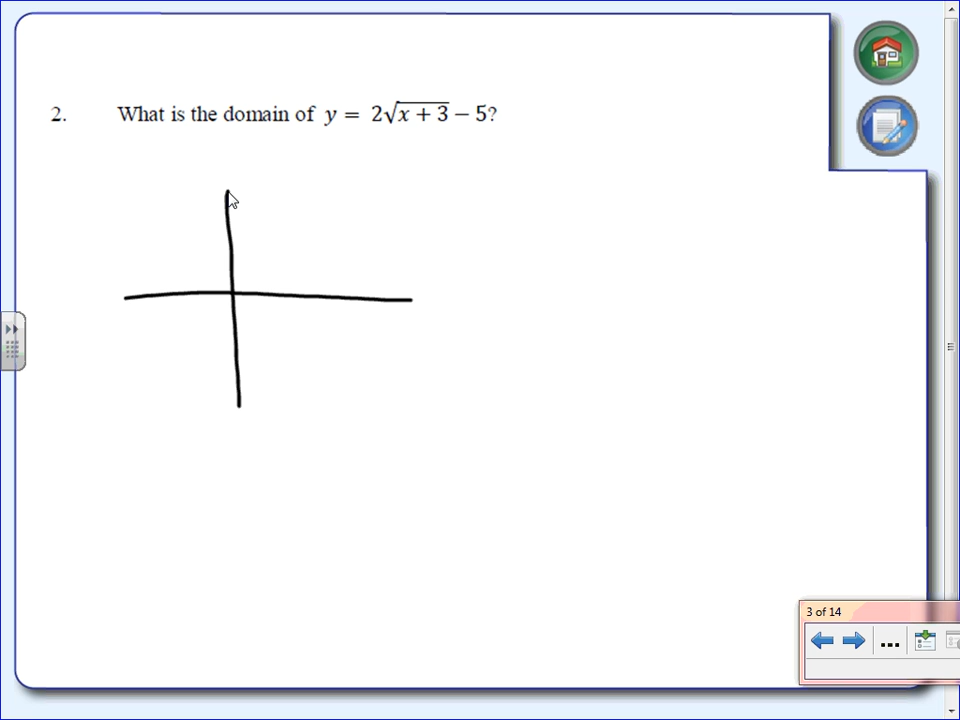 2. What is the domain of y = 2√x + 3 − 5?
3 of 14